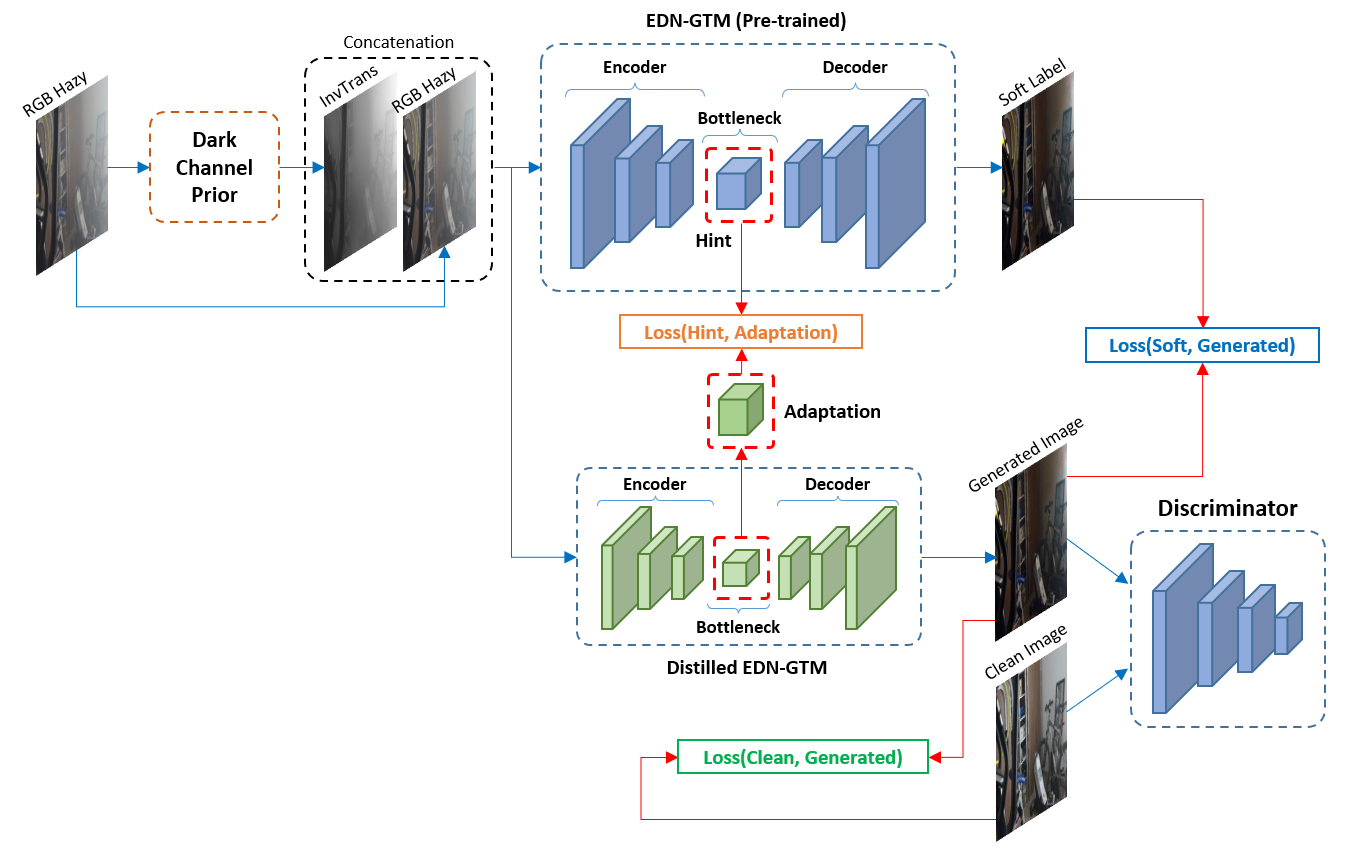 EDN-GTM (Pre-trained)
Concatenation
RGB Hazy
InvTrans
RGB Hazy
Encoder
Decoder
Soft Label
Bottleneck
Dark
Channel
Prior
Hint
Loss(Hint, Adaptation)
Loss(Soft, Generated)
Adaptation
Generated Image
Encoder
Decoder
Discriminator
Bottleneck
Clean Image
Distilled EDN-GTM
Loss(Clean, Generated)